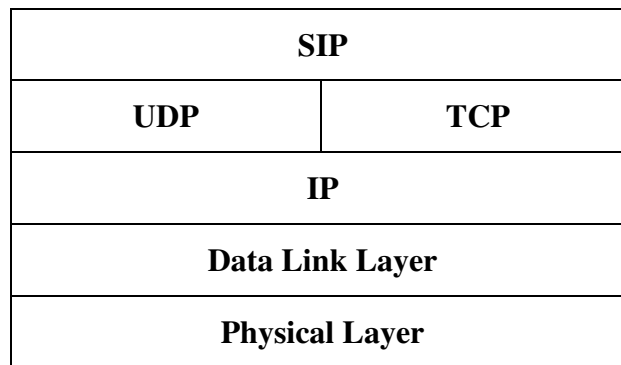 SIP
UDP TCP
IP
Data Link Layer
Physical Layer